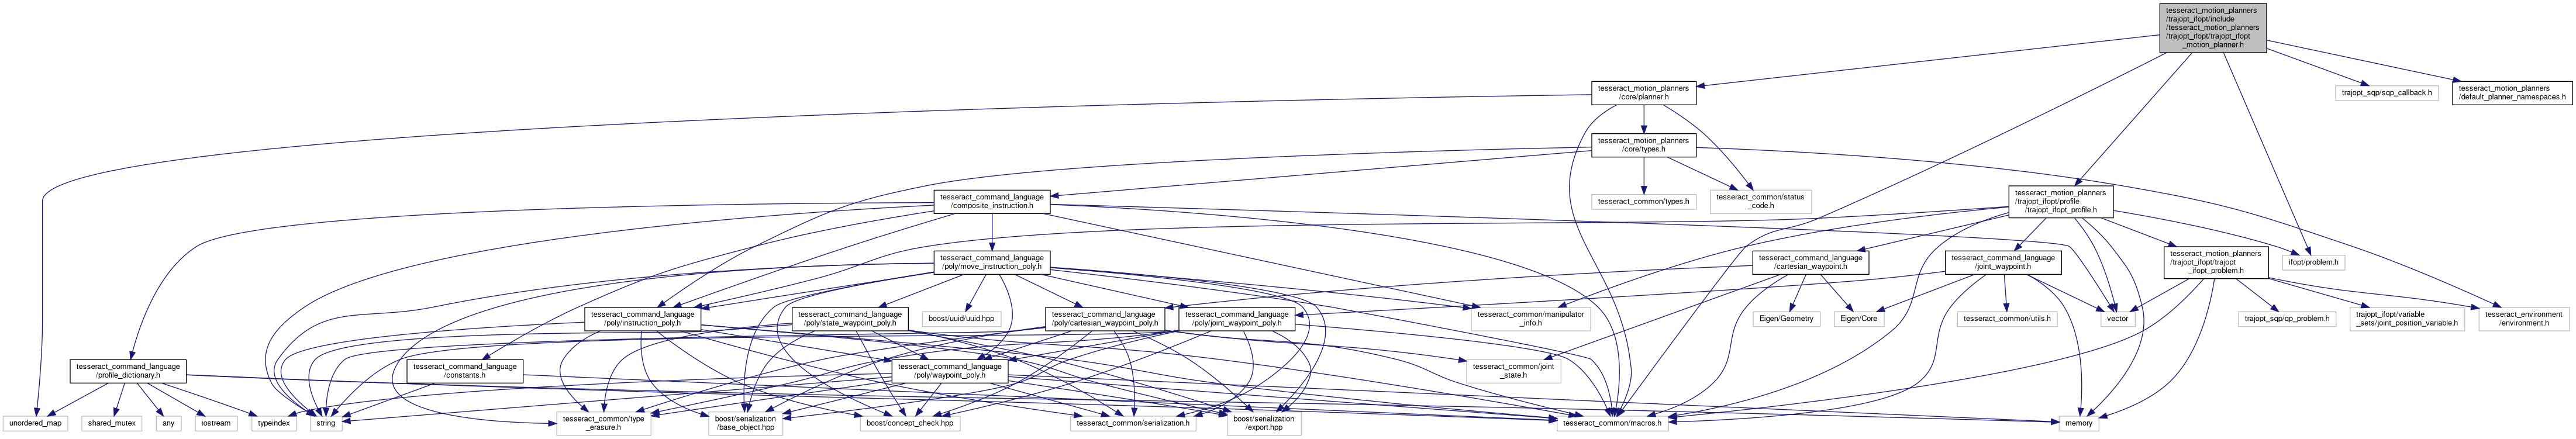 tesseract_motion_planners
/trajopt_ifopt/include
/tesseract_motion_planners
/trajopt_ifopt/trajopt_ifopt
_motion_planner.h
tesseract_motion_planners
/core/planner.h
trajopt_sqp/sqp_callback.h
tesseract_motion_planners
/default_planner_namespaces.h
tesseract_motion_planners
/core/types.h
tesseract_command_language
/composite_instruction.h
tesseract_common/types.h
tesseract_common/status
_code.h
tesseract_motion_planners
/trajopt_ifopt/profile
/trajopt_ifopt_profile.h
tesseract_command_language
/poly/move_instruction_poly.h
tesseract_command_language
/cartesian_waypoint.h
tesseract_command_language
/joint_waypoint.h
tesseract_motion_planners
/trajopt_ifopt/trajopt
_ifopt_problem.h
ifopt/problem.h
tesseract_command_language
/poly/instruction_poly.h
tesseract_command_language
/poly/state_waypoint_poly.h
boost/uuid/uuid.hpp
tesseract_command_language
/poly/cartesian_waypoint_poly.h
tesseract_command_language
/poly/joint_waypoint_poly.h
tesseract_common/manipulator
_info.h
Eigen/Geometry
Eigen/Core
tesseract_common/utils.h
vector
trajopt_sqp/qp_problem.h
trajopt_ifopt/variable
_sets/joint_position_variable.h
tesseract_environment
/environment.h
tesseract_command_language
/profile_dictionary.h
tesseract_command_language
/constants.h
tesseract_command_language
/poly/waypoint_poly.h
tesseract_common/joint
_state.h
unordered_map
shared_mutex
any
iostream
typeindex
string
tesseract_common/type
_erasure.h
boost/serialization
/base_object.hpp
boost/concept_check.hpp
tesseract_common/serialization.h
boost/serialization
/export.hpp
tesseract_common/macros.h
memory